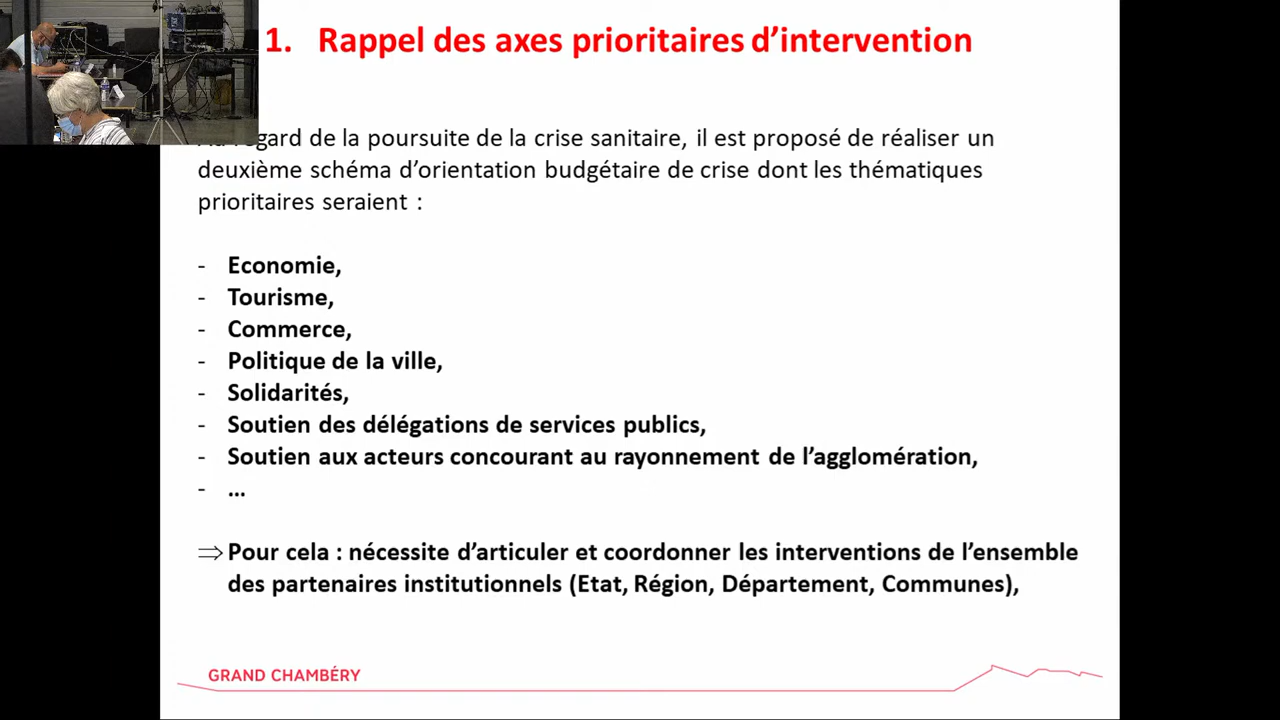 1. Rappel des axes prioritaires d'intervention
regard de la poursuite de la crise sanitaire, il est proposé de réaliser un
deuxième schéma d'orientation budgétaire de crise dont les thématiques
prioritaires seraient :
- Economie,
- Tourisme,
- Commerce,
- Politique de la ville,
- Solidarités,
- Soutien des délégations de services publics,
- Soutien aux acteurs concourant au rayonnement de l'agglomération,
- ...
⇒ Pour cela : nécessite d'articuler et coordonner les interventions de l'ensemble
des partenaires institutionnels (Etat, Région, Département, Communes),
GRAND CHAMBÉRY